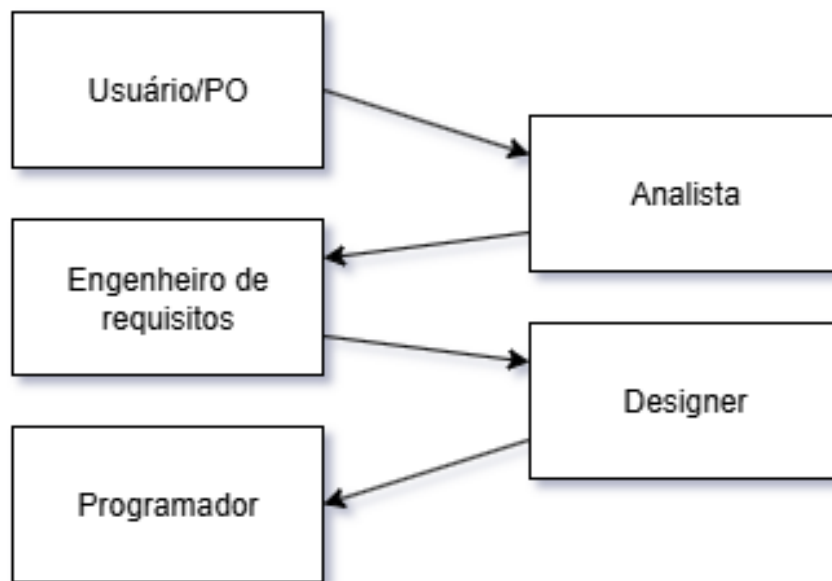 Usuário/PO
Analista
Engenheiro de
requisitos
Designer
Programador